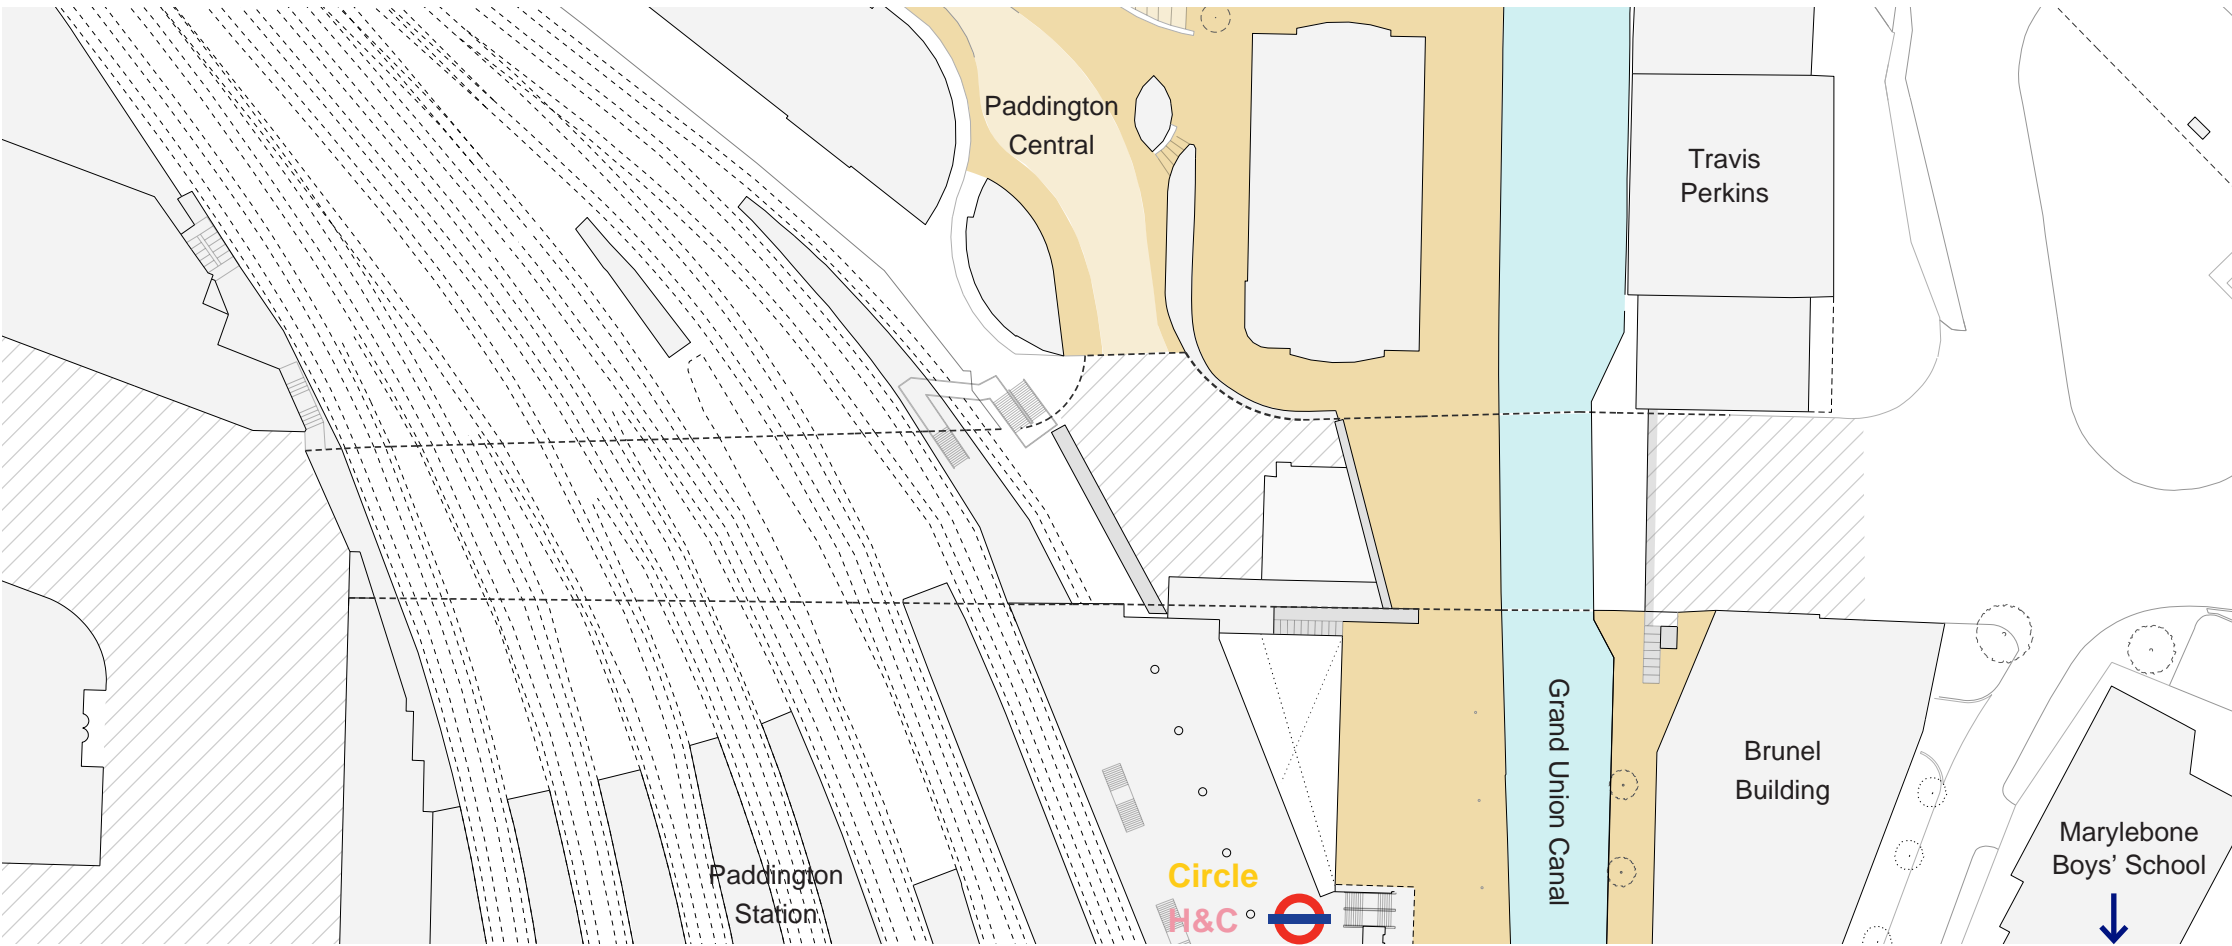 Paddington
Central
Travis
Perkins
Grand Union Canal
Brunel
Building
Marylebone
Boys’ School
Paddington
Station
Circle
H&C